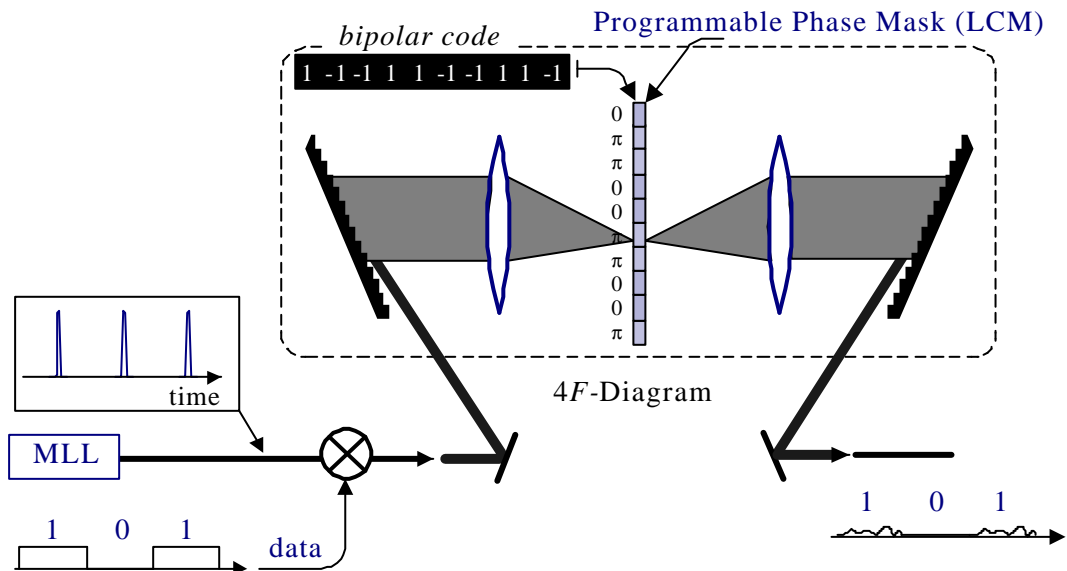 Programmable Phase Mask (LCM)
bipolar code
1 -1 -1 1 1 -1 -1 1 1 -1
0
π
π
0
0
π
π
0
0
π
4F-Diagram
time
MLL
1 0 1
data
1 0 1